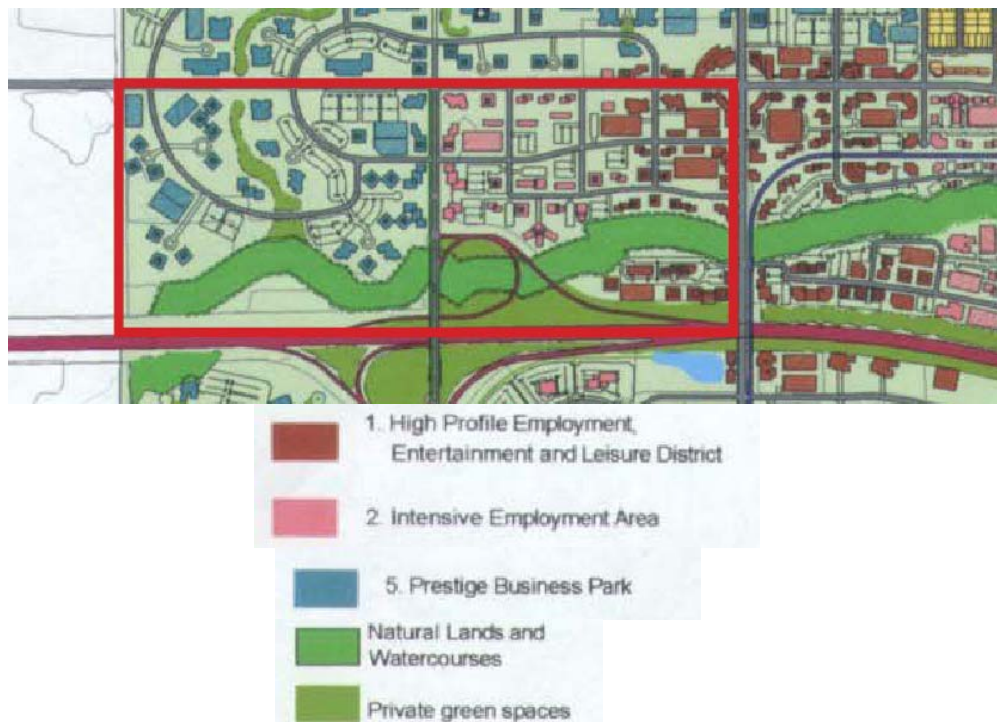 1. High Profile Employment,
Entertainment and Leisure District
2. Intensive Employment Area
5. Prestige Business Park
Natural Lands and
Watercourses
Private green spaces